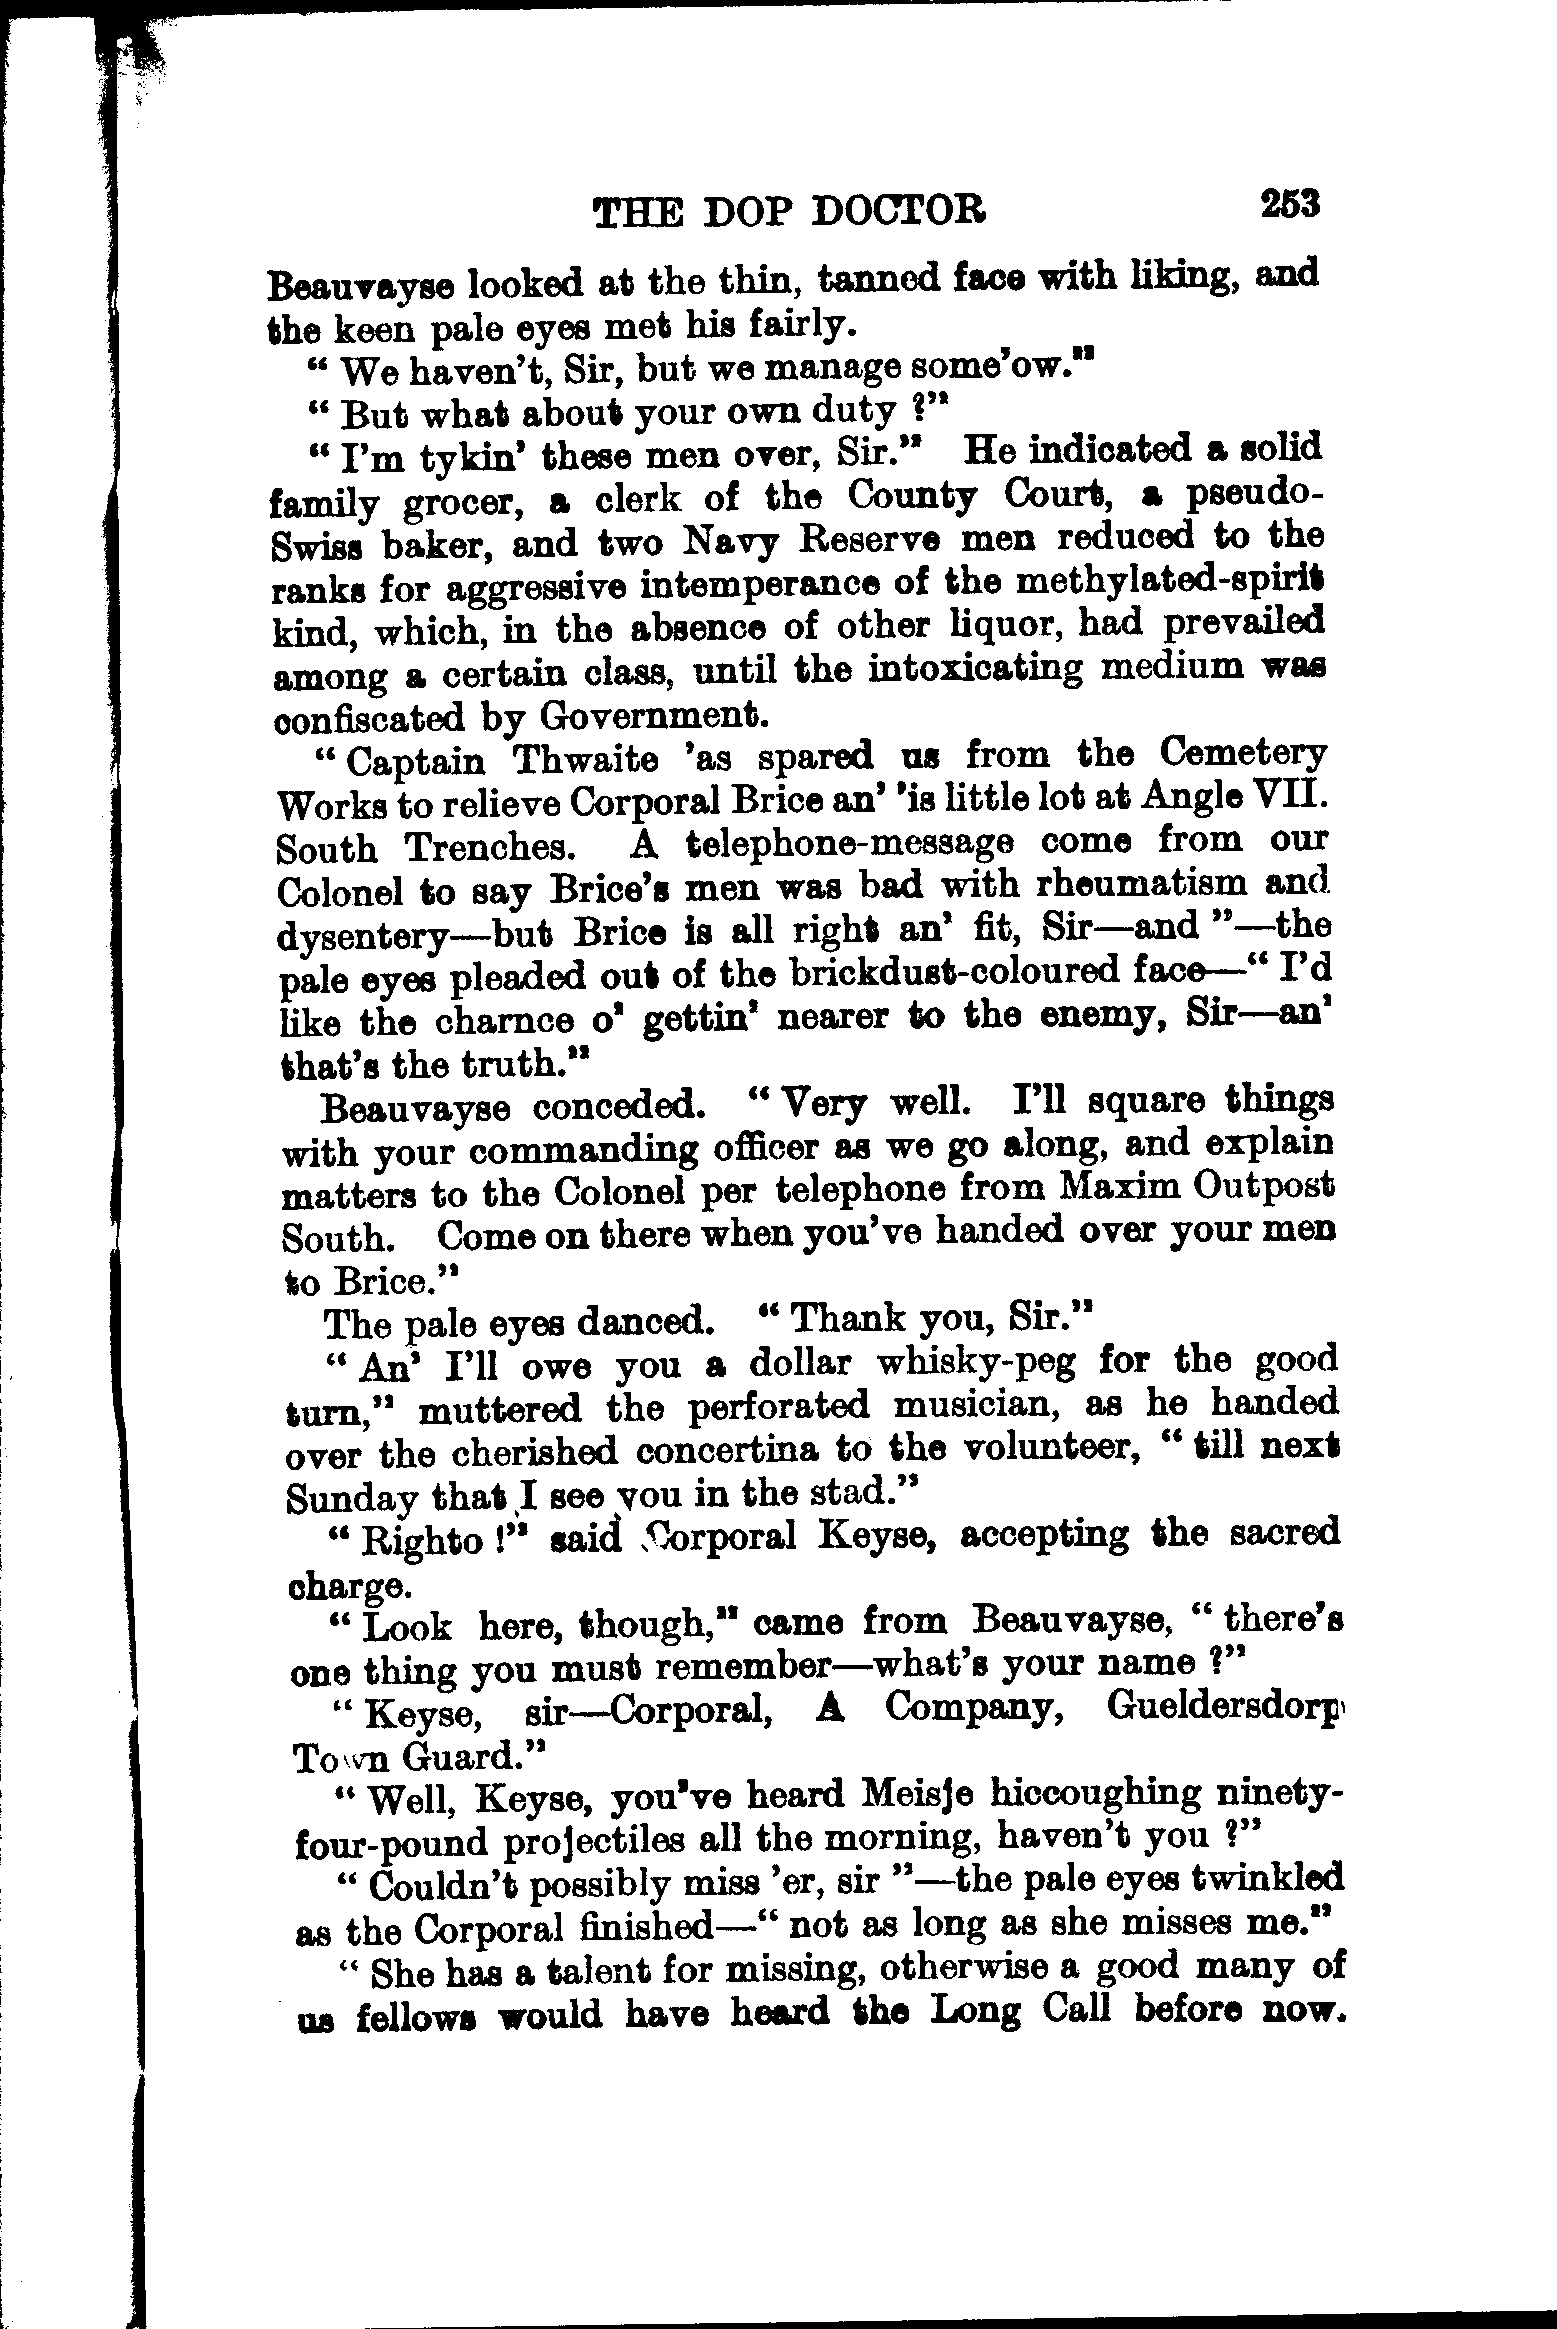 THE DOP DOCTOR 253
Beauvayse looked at the thin, tanned face with liking, and
the keen pale eyes met his fairly.
“ We haven’t, Sir, but we manage some’ow.”
“ But what about your own duty ?”
“ I’m tykin’ these men over, Sir.” He indicated a solid
family grocer, a clerk of the County Court, a pseudo-
Swiss baker, and two Navy Reserve men reduced to the
ranks for aggressive intemperance of the methylated-spirit
kind, which, in the absence of other liquor, had prevailed
among a certain class, until the intoxicating medium was
confiscated by Government.
“ Captain Thwaite ’as spared us from the Cemetery
Works to relieve Corporal Brice an’ ’is little lot at Angle VII.
South Trenches. A telephone-message come from our
Colonel to say Brice’s men was bad with rheumatism and
dysentery—but Brice is all right an’ fit, Sir—and ”—the
pale eyes pleaded out of the brickdust-coloured face—“ I’d
like the charnce o’ gettin’ nearer to the enemy, Sir—an’
that’s the truth.”
Beauvayse conceded. “ Very well. I’ll square things
with your commanding officer as we go along, and explain
matters to the Colonel per telephone from Maxim Outpost
South. Come on there when you’ve handed over your men
to Brice.”
The pale eyes danced. “ Thank you, Sir.”
“ An’ I’ll owe you a dollar whisky-peg for the good
turn,” muttered the perforated musician, as he handed
over the cherished concertina to the volunteer, “ till next
Sunday that I see you in the stad.”
“ Righto !” said Corporal Keyse, accepting the sacred
charge.
“ Look here, though,” came from Beauvayse, “ there’s
one thing you must remember—what’s your name ?”
“ Keyse, sir—Corporal, A Company, Gueldersdorp
Town Guard.”
“ Well, Keyse, you’ve heard Meisje hiccoughing ninety-
four-pound projectiles all the morning, haven’t you ?”
“ Couldn’t possibly miss ’er, sir ”—the pale eyes twinkled
as the Corporal finished—“ not as long as she misses me.”
“ She has a talent for missing, otherwise a good many of
us fellows would have heard the Long Call before now.